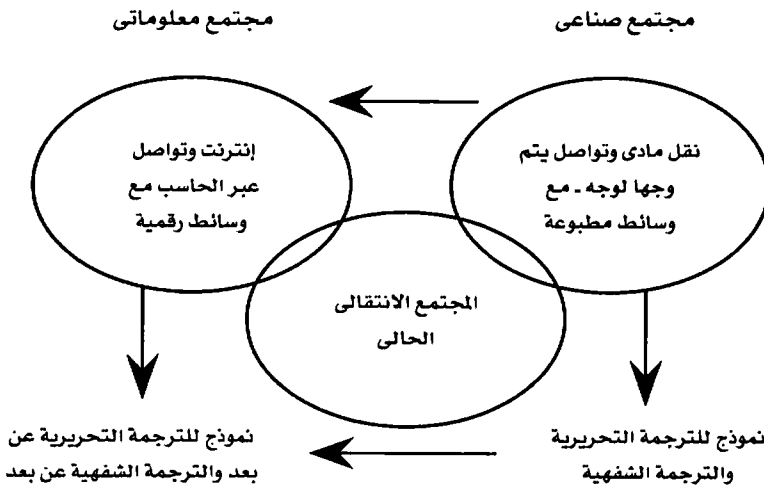 مجتمع صناعى
مجتمع معلوماتى
نقل مادى وتواصل يتم
وجها لوجه - مع
وسائط مطبوعة
إنترنت وتواصل
عبر الحاسب مع
وسائط رقمية
المجتمع الانتقالى
الحالى
نموذج للترجمة التحريرية
والترجمة الشفهية
نموذج للترجمة التحريرية عن
بعد والترجمة الشفهية عن بعد